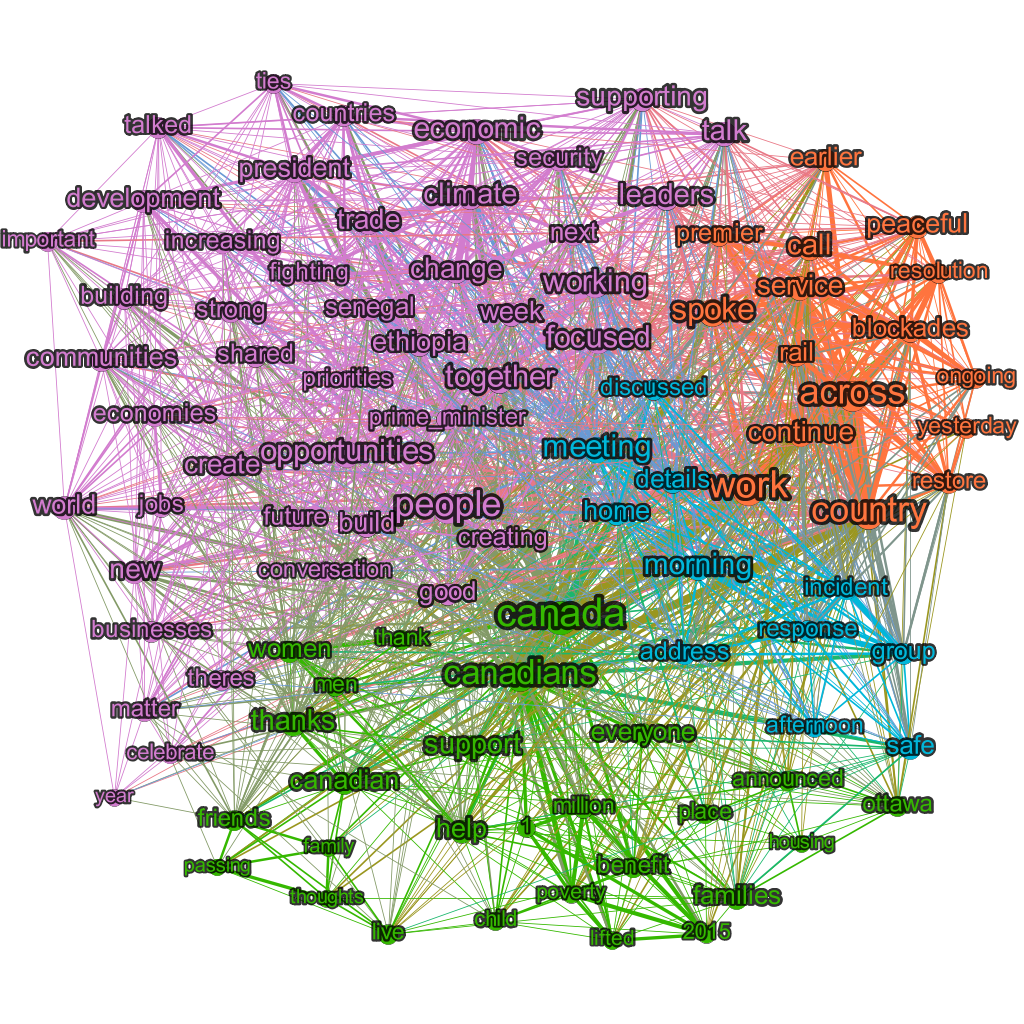 ties
supporting
countries
talked
economic
talk
earlier
security
president
climate
leaders
development
trade
peaceful
next
premier
important
increasing
call
fighting
change
resolution
working
service
building
senegal
strong
week
spoke
blockades
focused
ethiopia
communities
shared
rail
priorities
together
discussed
ongoing
across
economies
prime_minister
yesterday
continue
meeting
opportunities
create
details
work
restore
world
jobs
people
future
build
home
country
creating
new
conversation
morning
incident
good
canada
businesses
thank
response
women
address
group
theres
men
canadians
matter
thanks
everyone
afternoon
celebrate
support
safe
canadian
announced
year
million
ottawa
friends
help
1
place
family
housing
passing
benefit
thoughts
poverty
families
live
child
lifted
2015